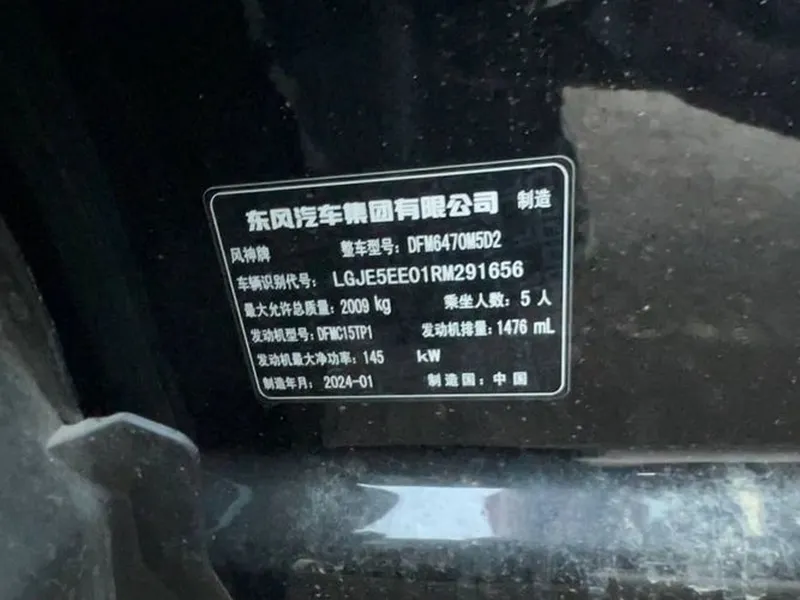 东风汽车集团有限公司 制造
风神牌 整车型号: DFM6470M5D2
车辆识别代号: LGJE5EE01RM291656
最大允许总质量: 2009 kg 乘坐人数: 5 人
发动机型号: DFMC15TP1 发动机排量: 1476 mL
发动机最大净功率: 145 kW
制造年月: 2024-01 制造国: 中国